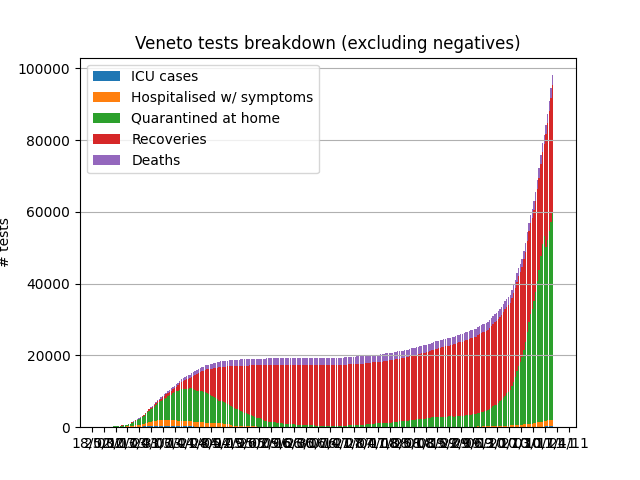 Veneto tests breakdown (excluding negatives)
100000
80000
60000
40000
20000
0
# tests
ICU cases
Hospitalised w/ symptoms
Quarantined at home
Recoveries
Deaths